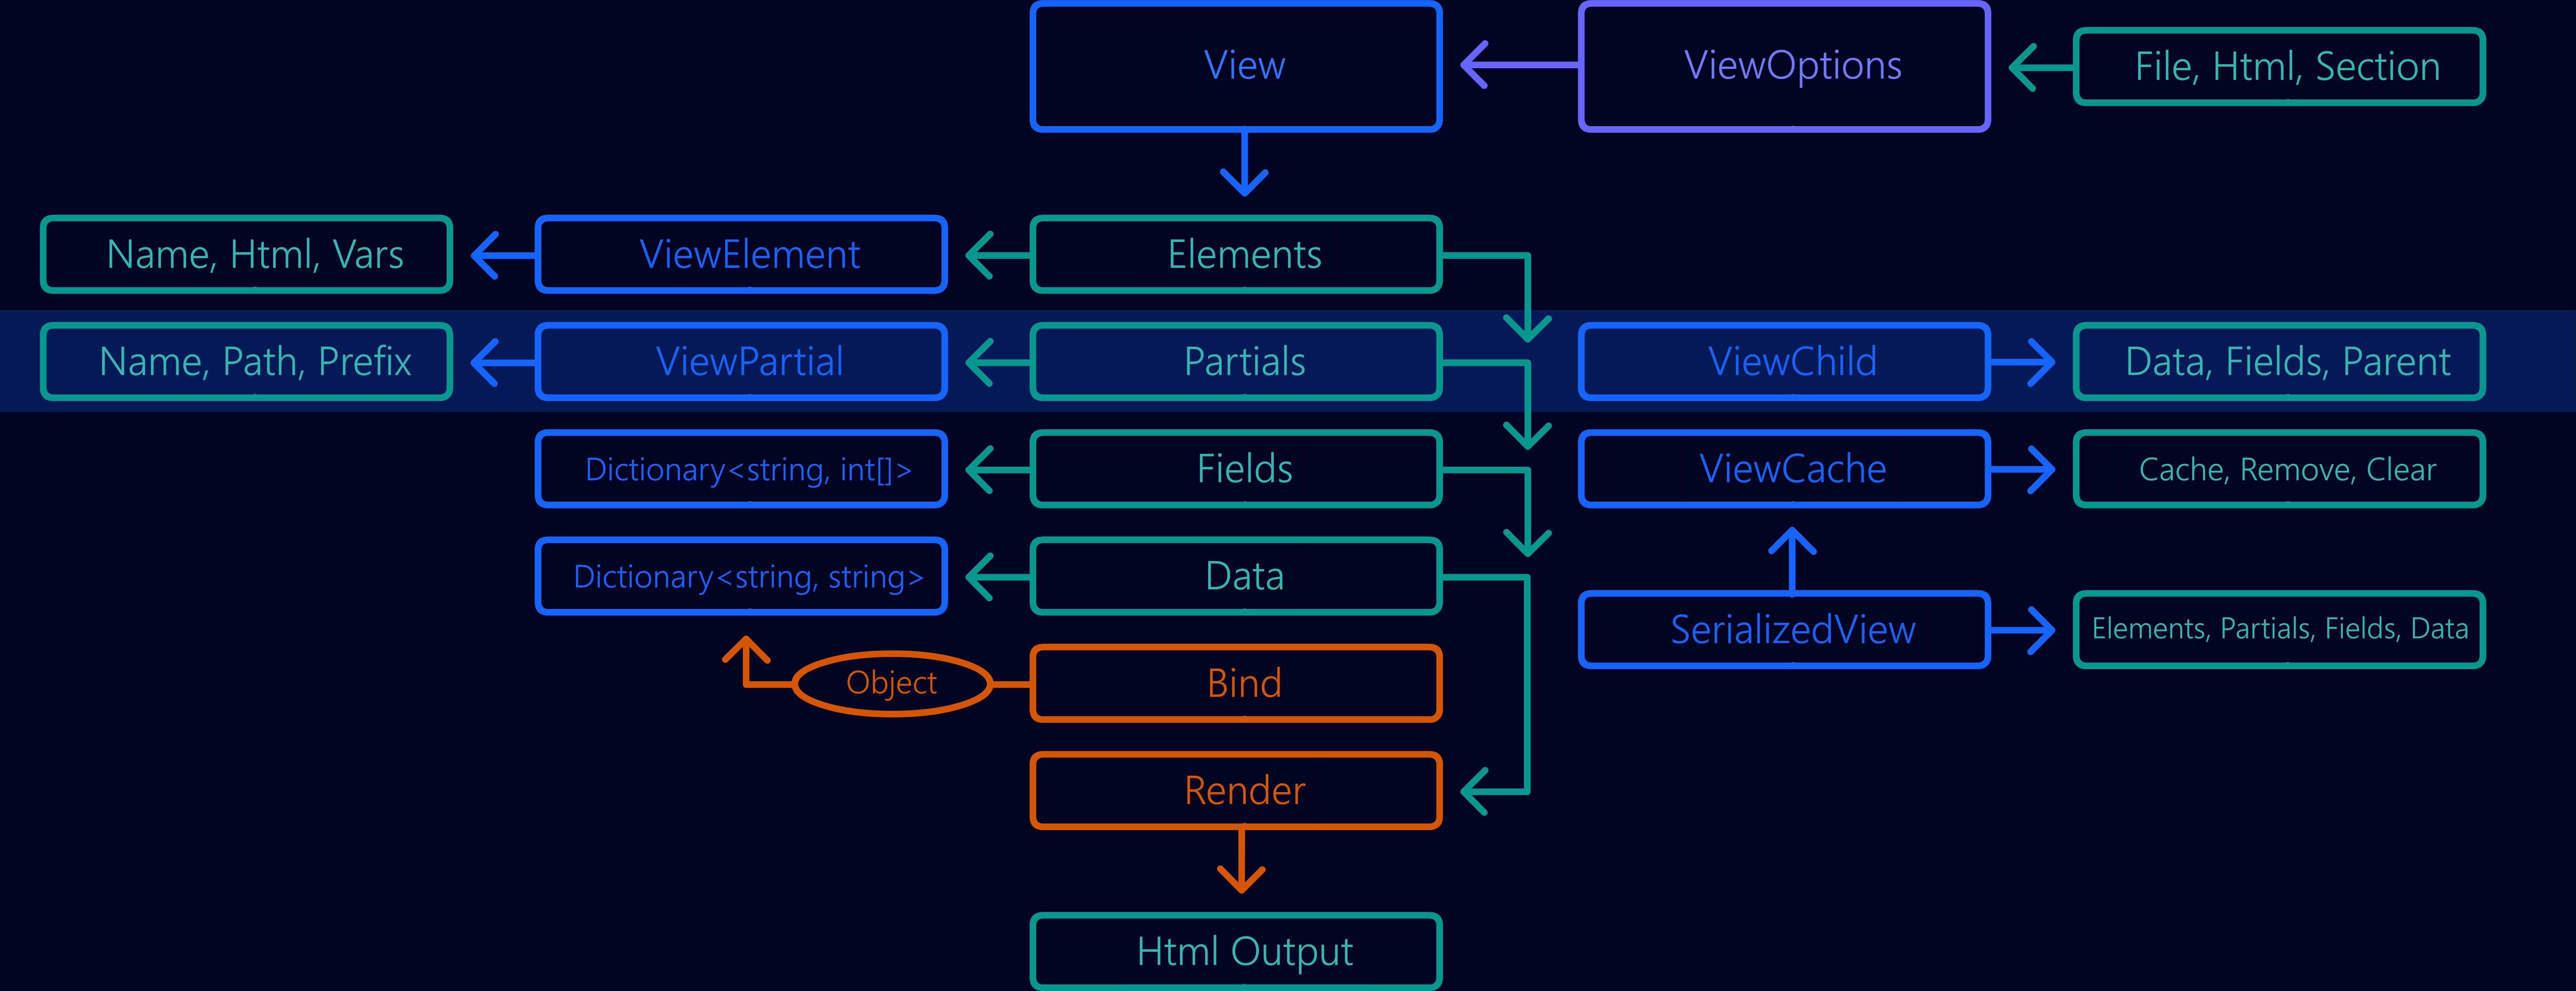 View
ViewOptions
File, Html, Section
Name, Html, Vars
ViewElement
Elements
Name, Path, Prefix
ViewPartial
Partials
ViewChild
Data, Fields, Parent
Dictionary<string, int[]>
Fields
ViewCache
Cache, Remove, Clear
Dictionary<string, string>
Data
SerializedView
Elements, Partials, Fields, Data
Object
Bind
Render
Html Output